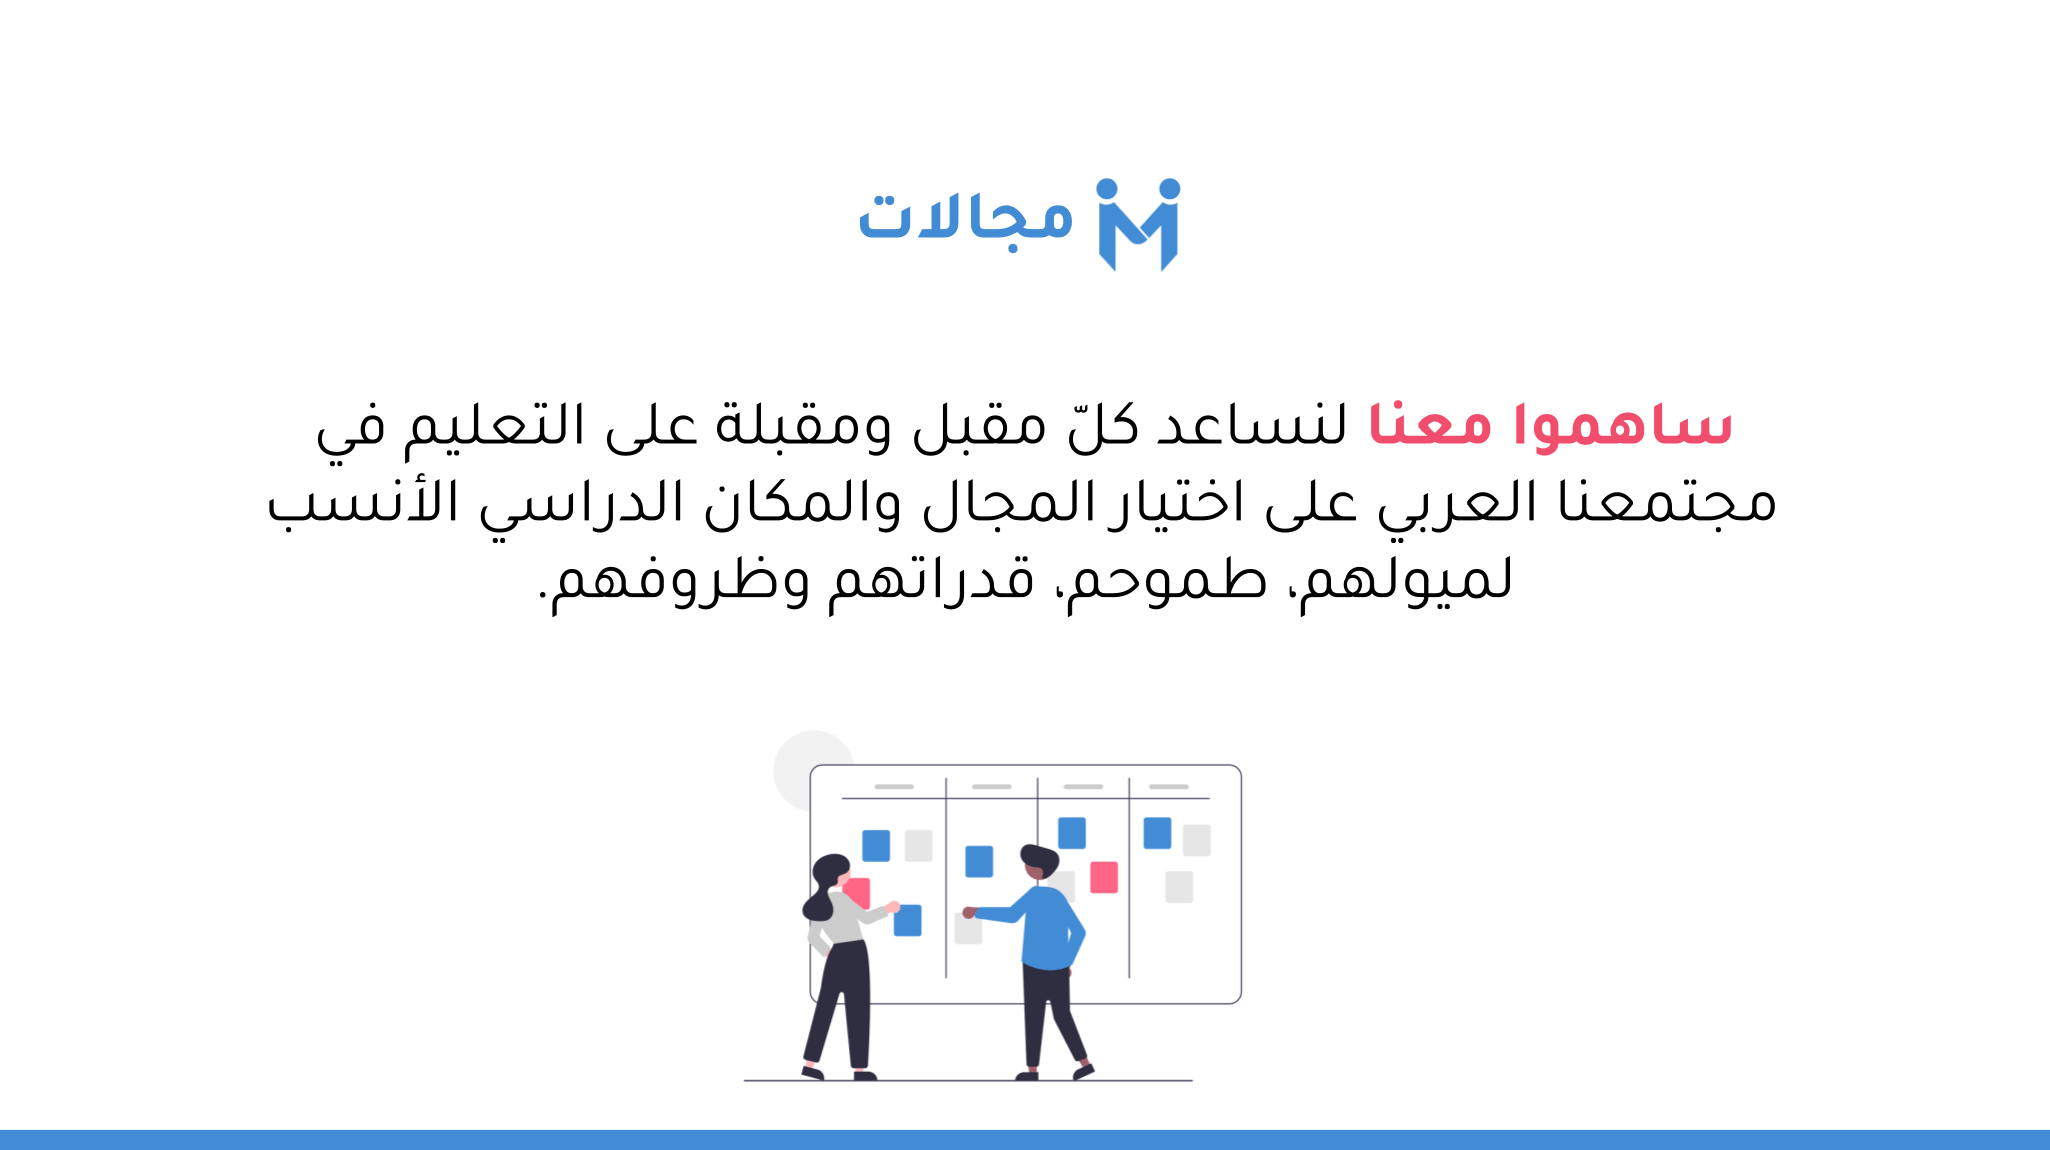 مجالات
ساهموا معنا لنساعد كلّ مقبل ومقبلة على التعليم في
مجتمعنا العربي على اختيار المجال والمكان الدراسي الأنسب
لميولهم، طموحم، قدراتهم وظروفهم.